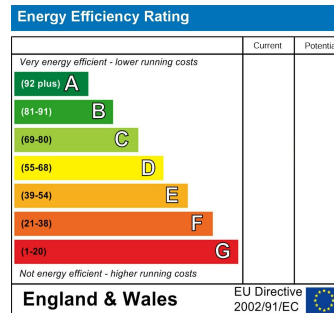 Energy Efficiency Rating
Current Potential
Very energy efficient - lower running costs
(92 plus) A
(81-91) B
(69-80) C
(55-68) D
(39-54) E
(21-38) F
(1-20) G
Not energy efficient - higher running costs
England & Wales
EU Directive
2002/91/EC